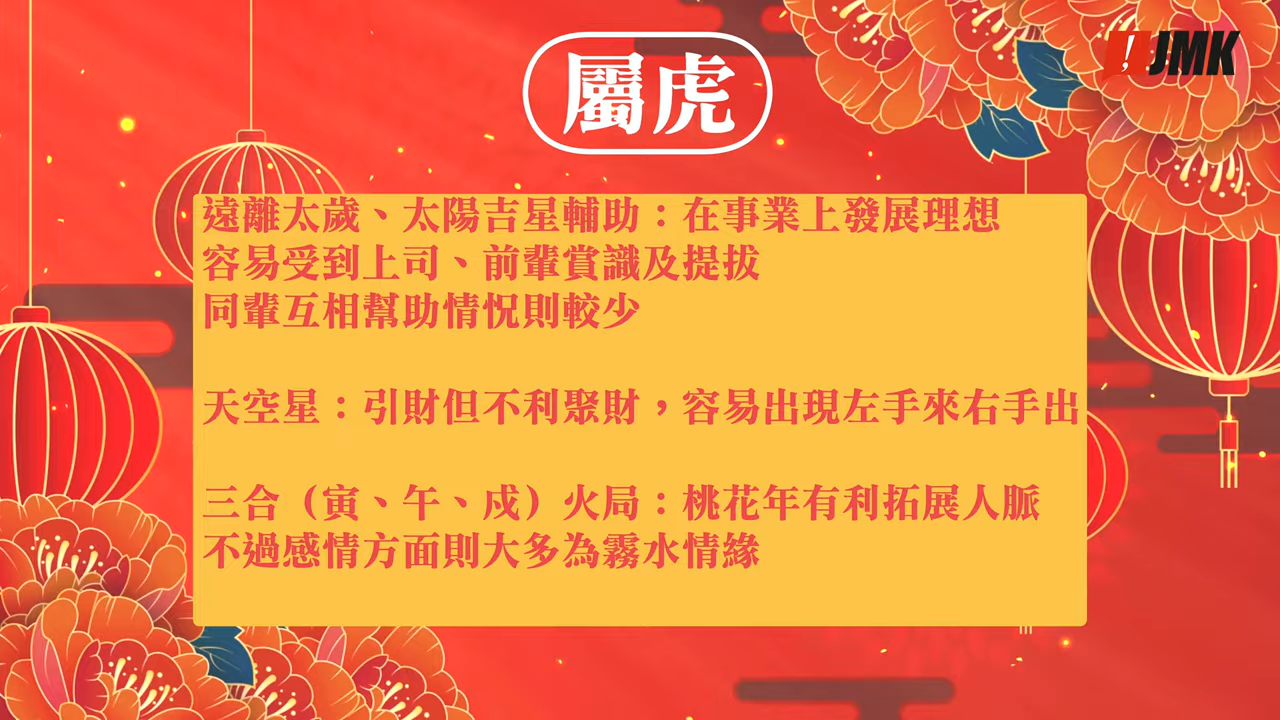 !JMK
屬虎
遠離太歲、太陽吉星輔助：在事業上發展理想
容易受到上司、前輩賞識及提拔
同輩互相幫助情況則較少
天空星：引財但不利聚財，容易出現左手來右手出
三合（寅、午、戌）火局：桃花年有利拓展人脈
不過感情方面則大多為霧水情緣